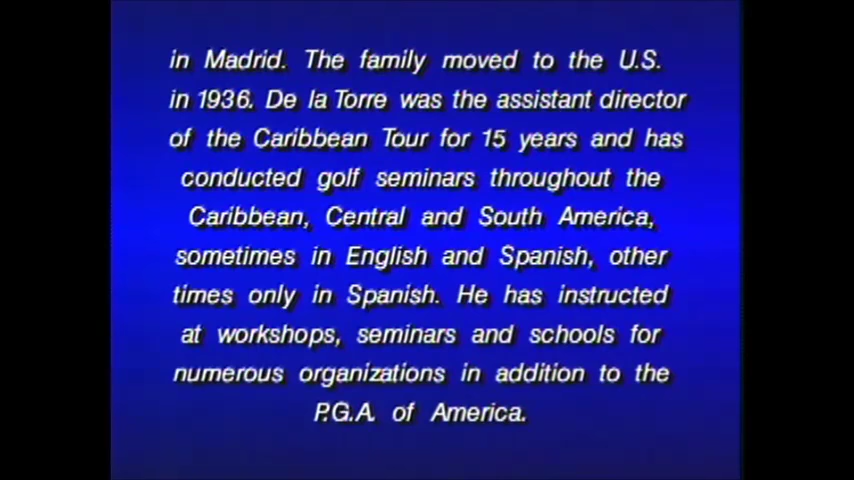 in Madrid. The family moved to the U.S.
in 1936. De la Torre was the assistant director
of the Caribbean Tour for 15 years and has
conducted golf seminars throughout the
Caribbean, Central and South America,
sometimes in English and Spanish, other
times only in Spanish. He has instructed
at workshops, seminars and schools for
numerous organizations in addition to the
P.G.A. of America.